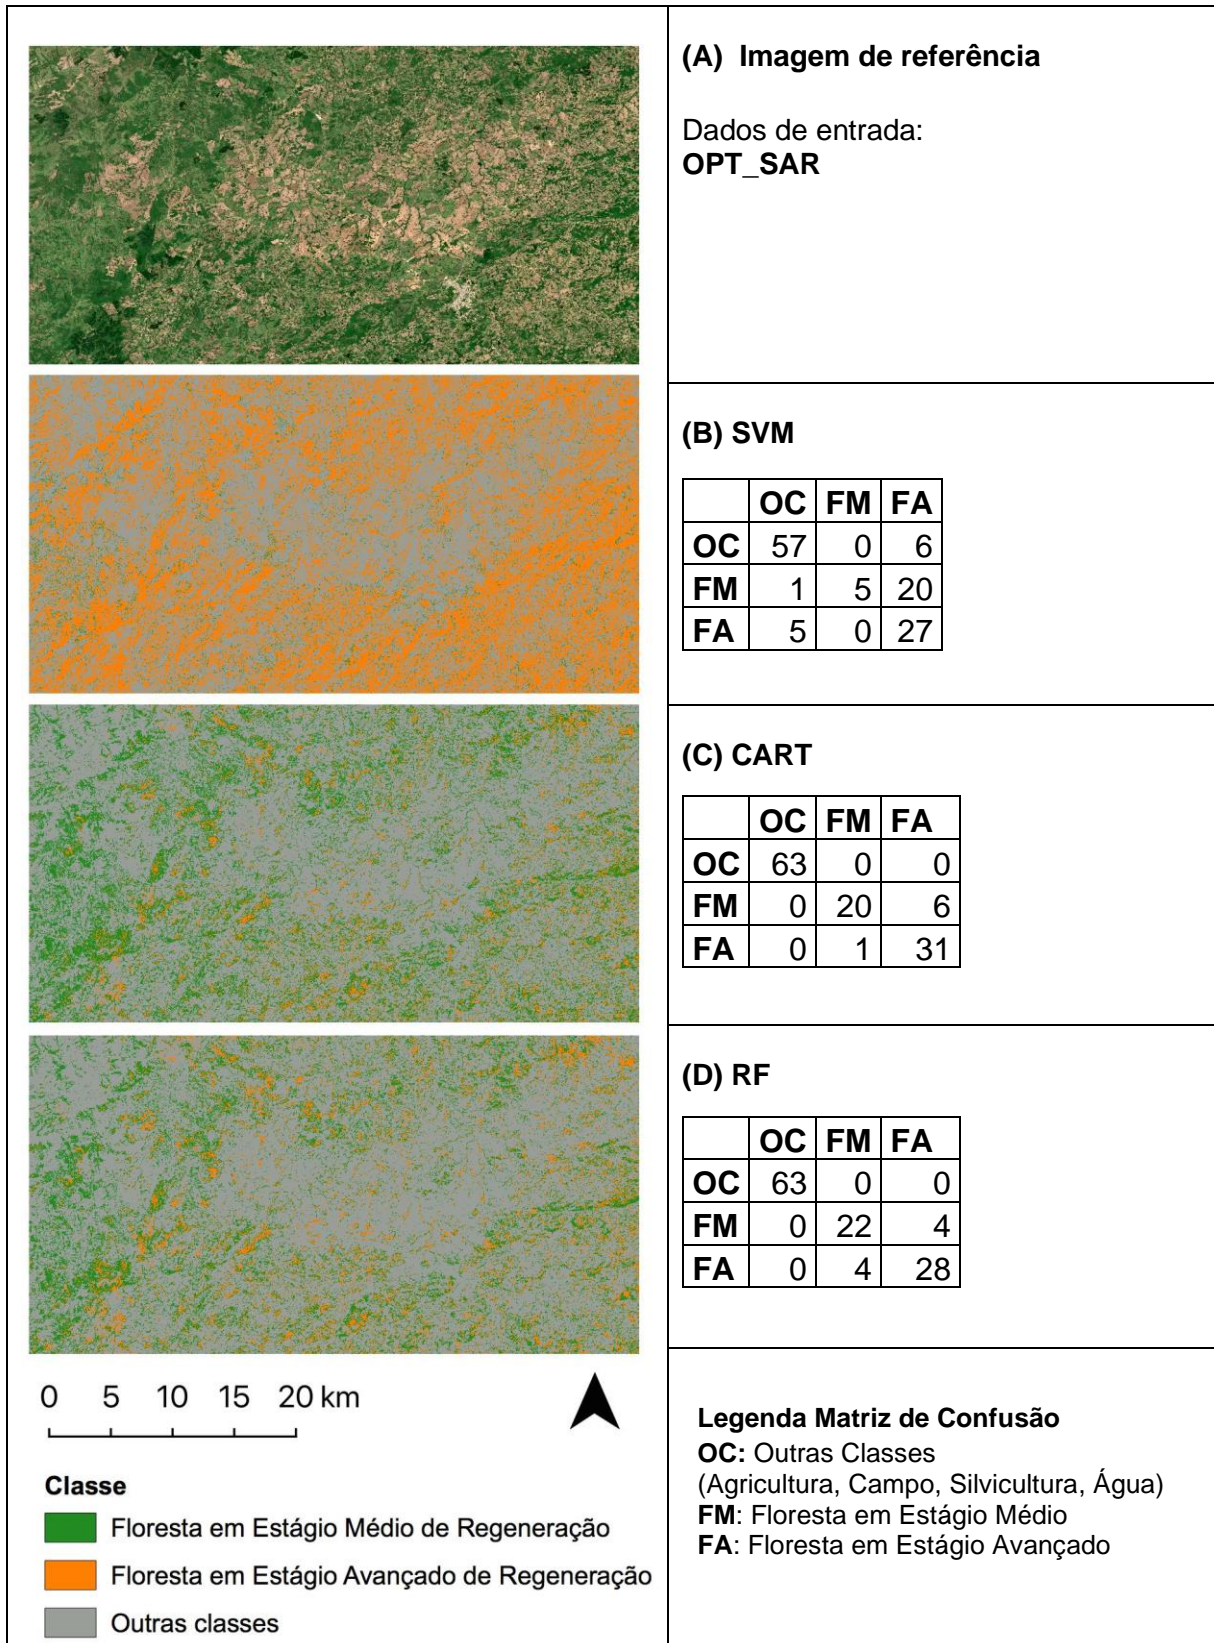 (A) Imagem de referência
Dados de entrada:
OPT_SAR
(B) SVM
OC FM FA
OC 57 0 6
FM 1 5 20
FA 5 0 27
(C) CART
OC FM FA
OC 63 0 0
FM 0 20 6
FA 0 1 31
(D) RF
OC FM FA
OC 63 0 0
FM 0 22 4
FA 0 4 28
0 5 10 15 20 km
Classe
Floresta em Estágio Médio de Regeneração
Floresta em Estágio Avançado de Regeneração
Outras classes
Legenda Matriz de Confusão
OC: Outras Classes
(Agricultura, Campo, Silvicultura, Água)
FM: Floresta em Estágio Médio
FA: Floresta em Estágio Avançado